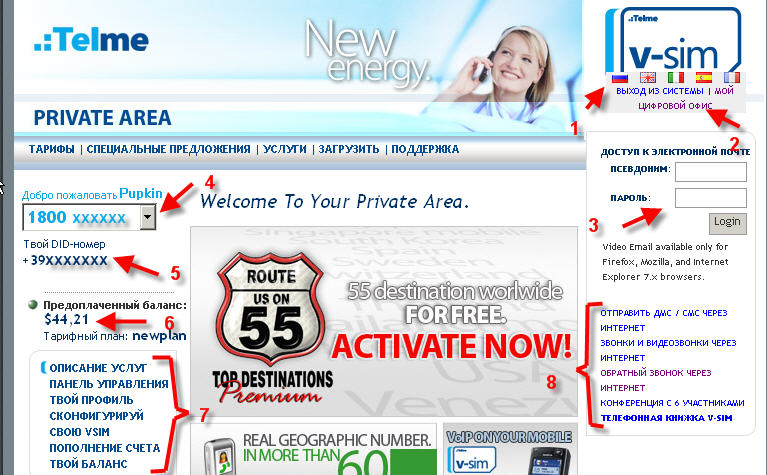 .:Telme
New
energy.
PRIVATE AREA
v-sim
1
ВЫХОД ИЗ СИСТЕМЫ | МОЙ
ЦИФРОВОЙ ОФИС
2
ТАРИФЫ | СПЕЦИАЛЬНЫЕ ПРЕДЛОЖЕНИЯ | УСЛУГИ | ЗАГРУЗИТЬ | ПОДДЕРЖКА
Добро пожаловать Pupkin
4
1800 xxxxxx
Твой DID-номер
+ 39XXXXXXX
5
Предоплаченный баланс:
$44,21
6
Тарифный план: newplan
ОПИСАНИЕ УСЛУГ
ПАНЕЛЬ УПРАВЛЕНИЯ
ТВОЙ ПРОФИЛЬ
СКОНФИГУРИРУЙ
СВОЮ VSIM
ПОПОЛНЕНИЕ СЧЕТА
ТВОЙ БАЛАНС
7
Welcome To Your Private Area.
ROUTE
US ON
55
TOP DESTINATIONS
Premium
55 destination worlwide
FOR FREE.
ACTIVATE NOW!
REAL GEOGRAPHIC NUMBER.
IN MORE THAN
60
VoIP ON YOUR MOBILE
.:Telme
v-sim
ДОСТУП К ЭЛЕКТРОННОЙ ПОЧТЕ
ПСЕВДОНИМ:
ПАРОЛЬ:
3
Login
Video Email available only for
Firefox, Mozilla, and Internet
Explorer 7.x browsers.
8
ОТПРАВИТЬ ДМС / СМС ЧЕРЕЗ
ИНТЕРНЕТ
ЗВОНКИ И ВИДЕОЗВОНКИ ЧЕРЕЗ
ИНТЕРНЕТ
ОБРАТНЫЙ ЗВОНОК ЧЕРЕЗ
ИНТЕРНЕТ
КОНФЕРЕНЦИЯ С 6 УЧАСТНИКАМИ
ТЕЛЕФОННАЯ КНИЖКА V-SIM